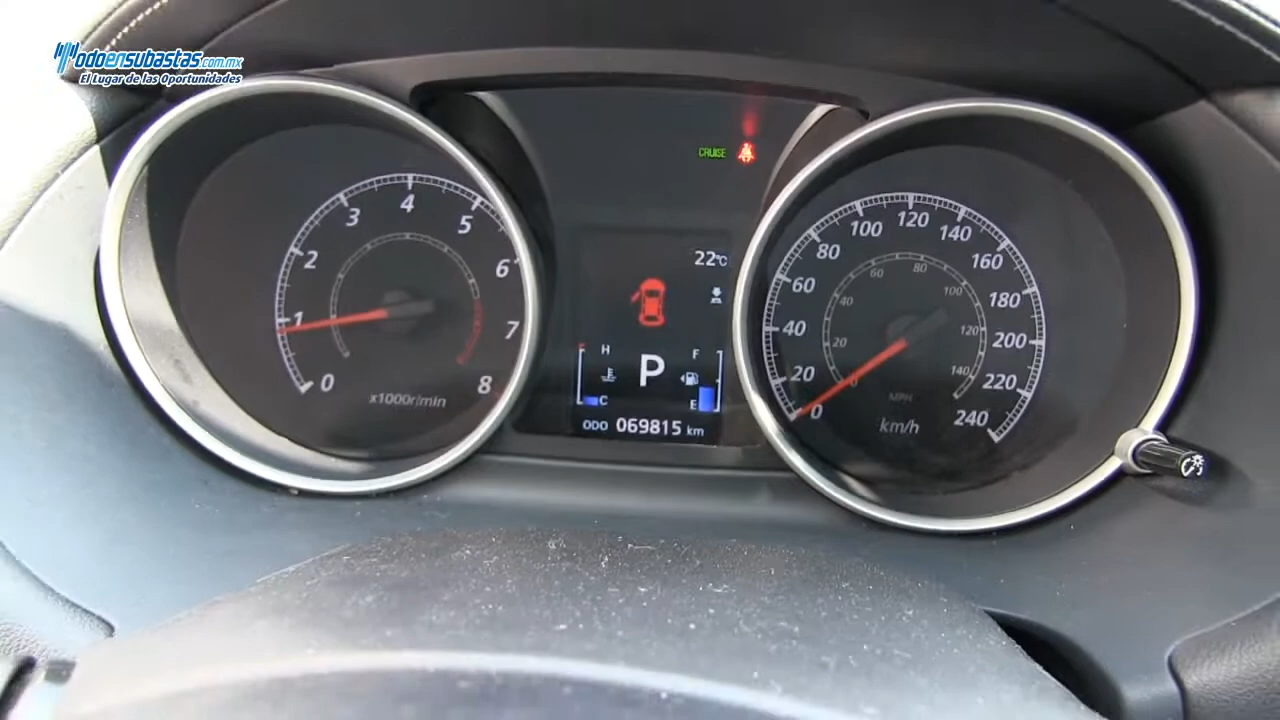 Todoensubastas.com.mx
El Lugar de las Oportunidades
CRUISE
0 1 2 3 4 5 6 7 8
x1000r/min
22°C
H F
P
C E
ODO 069815 km
0 20 40 60 80 100 120 140 160 180 200 220 240
0 20 40 60 80 100 120 140
MPH
km/h